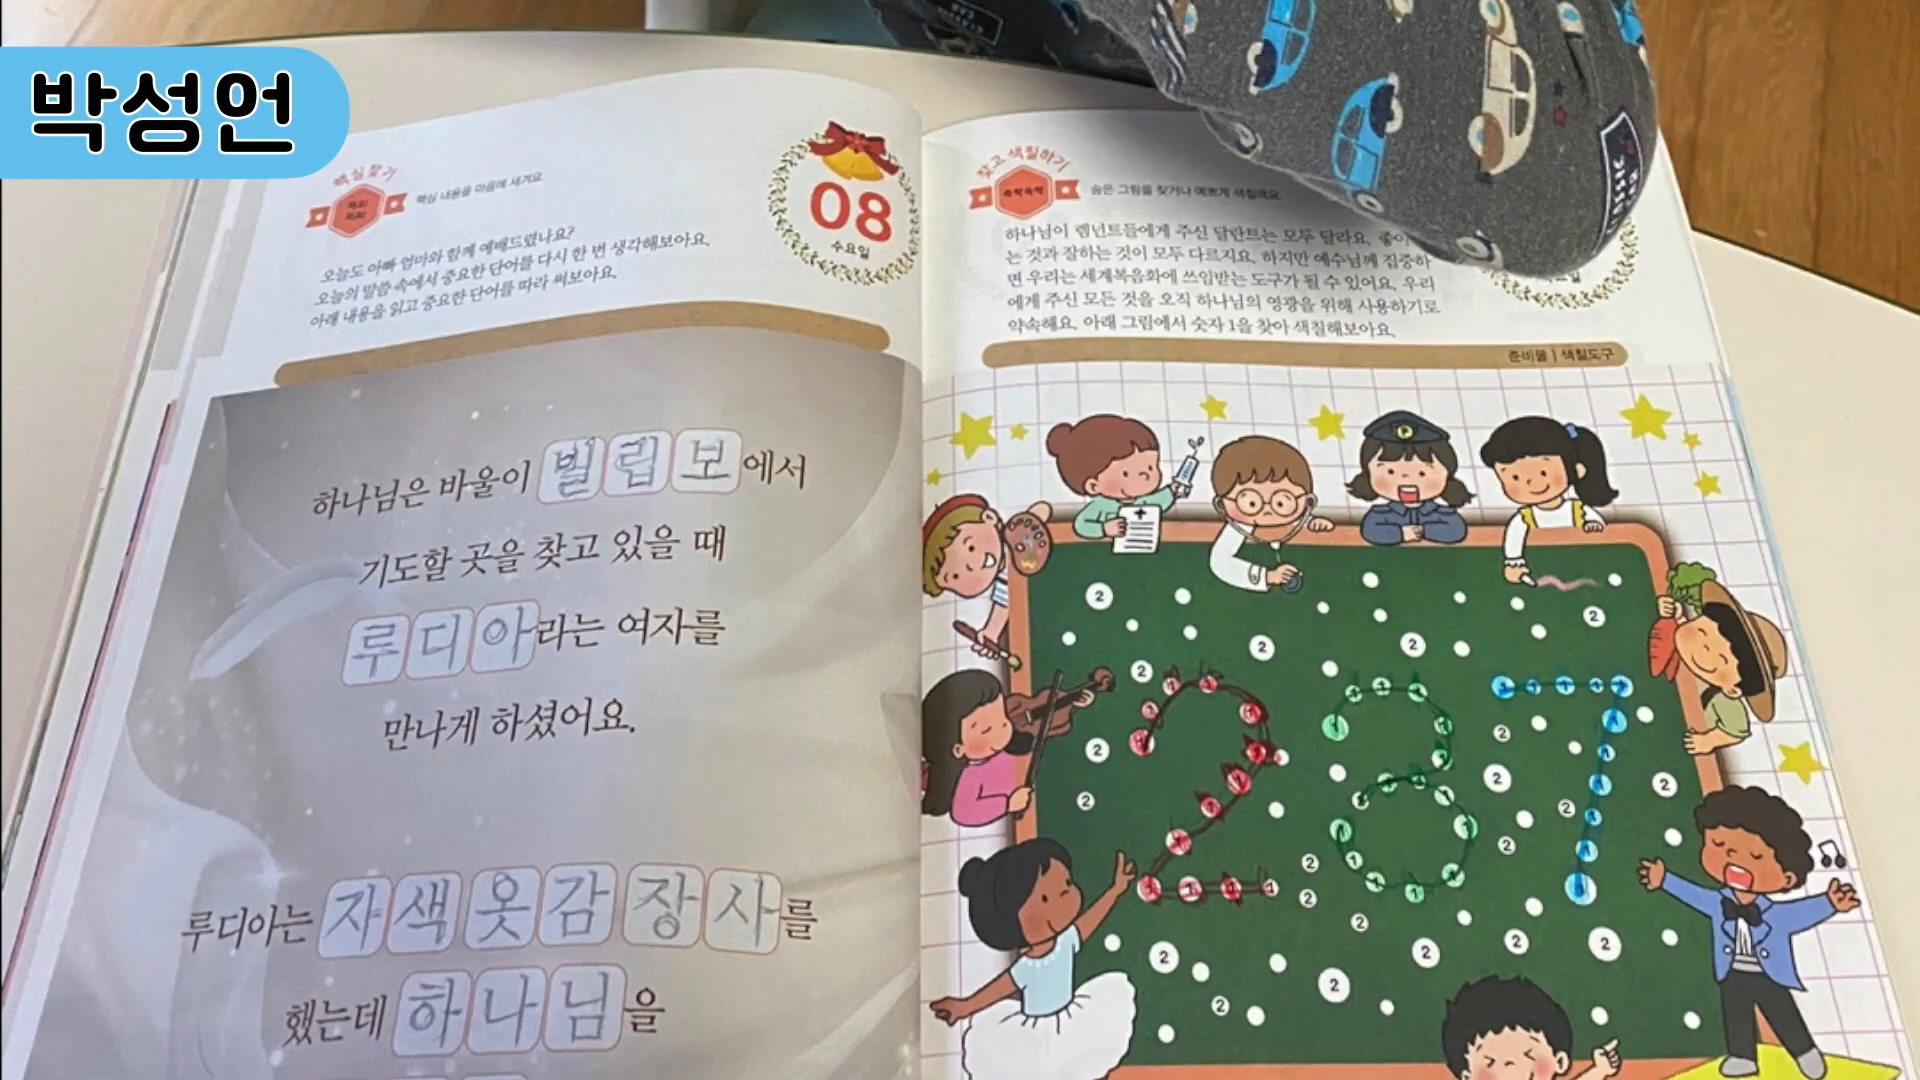 박성언
핵심찾기
콕콕! 콕콕!
핵심 내용을 마음에 새겨요
08
수요일
오늘도 아빠 엄마와 함께 예배드렸나요?
오늘의 말씀 속에서 중요한 단어를 다시 한 번 생각해보아요.
아래 내용을 읽고 중요한 단어를 따라 써보아요.
하나님은 바울이 빌립보에서
기도할 곳을 찾고 있을 때
루디아라는 여자를
만나게 하셨어요.
루디아는 자색 옷감 장사를
했는데 하나님을
찾고 색칠하기
쓱싹쓱싹
숨은 그림을 찾거나 예쁘게 색칠해요
하나님이 렘넌트들에게 주신 달란트는 모두 달라요. 좋아
는 것과 잘하는 것이 모두 다르지요. 하지만 예수님께 집중하
면 우리는 세계복음화에 쓰임받는 도구가 될 수 있어요. 우리
에게 주신 모든 것을 오직 하나님의 영광을 위해 사용하기로
약속해요. 아래 그림에서 숫자 1을 찾아 색칠해보아요.
준비물 | 색칠도구
237